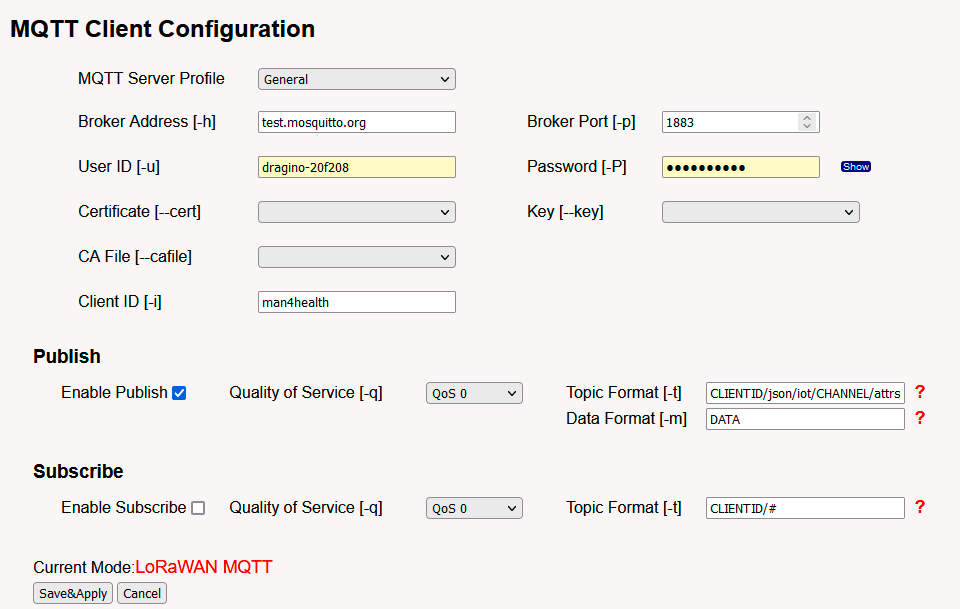 MQTT Client Configuration
MQTT Server Profile General
Broker Address [-h] test.mosquitto.org Broker Port [-p] 1883
User ID [-u] dragino-20f208 Password [-P] ●●●●●●●●●● Show
Certificate [--cert] Key [--key]
CA File [--cafile]
Client ID [-i] man4health
Publish
Enable Publish Quality of Service [-q] QoS 0 Topic Format [-t] CLIENTID/json/iot/CHANNEL/attrs ?
Data Format [-m] DATA ?
Subscribe
Enable Subscribe Quality of Service [-q] QoS 0 Topic Format [-t] CLIENTID/# ?
Current Mode:LoRaWAN MQTT
Save&Apply Cancel